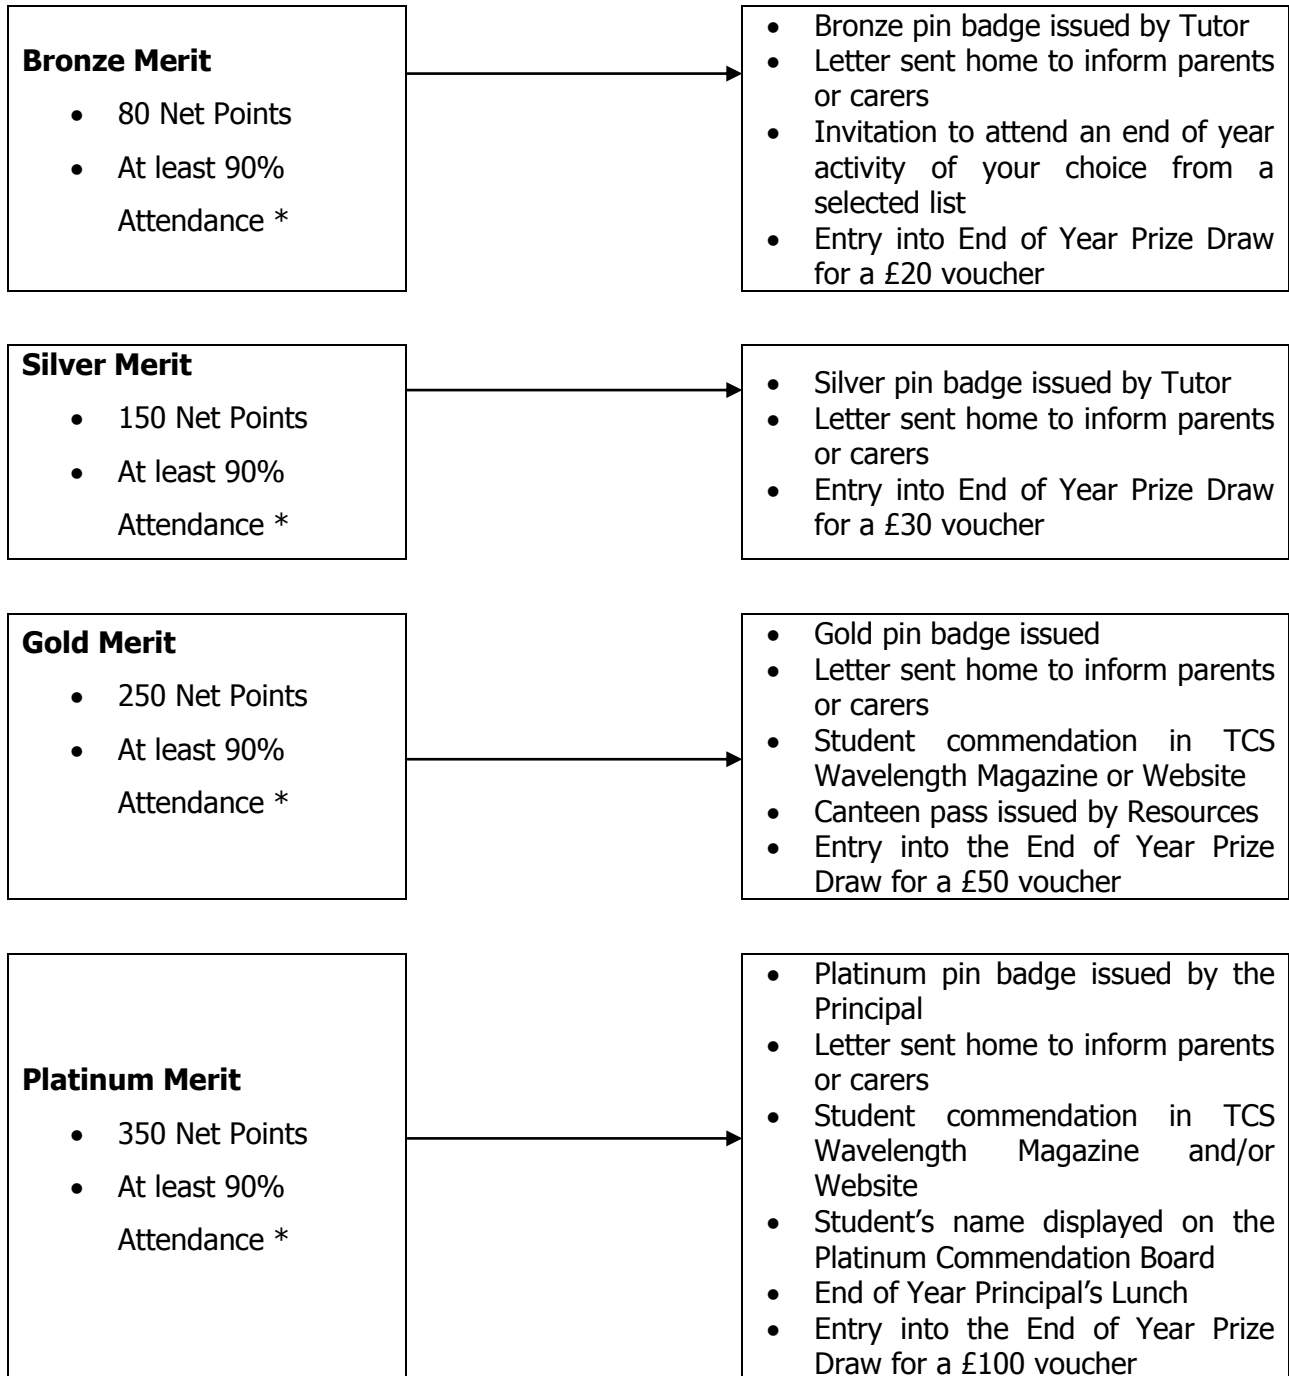 Bronze Merit
• 80 Net Points
• At least 90%
Attendance *
• Bronze pin badge issued by Tutor
• Letter sent home to inform parents
or carers
• Invitation to attend an end of year
activity of your choice from a
selected list
• Entry into End of Year Prize Draw
for a £20 voucher
Silver Merit
• 150 Net Points
• At least 90%
Attendance *
• Silver pin badge issued by Tutor
• Letter sent home to inform parents
or carers
• Entry into End of Year Prize Draw
for a £30 voucher
Gold Merit
• 250 Net Points
• At least 90%
Attendance *
• Gold pin badge issued
• Letter sent home to inform parents
or carers
• Student commendation in TCS
Wavelength Magazine or Website
• Canteen pass issued by Resources
• Entry into the End of Year Prize
Draw for a £50 voucher
Platinum Merit
• 350 Net Points
• At least 90%
Attendance *
• Platinum pin badge issued by the
Principal
• Letter sent home to inform parents
or carers
• Student commendation in TCS
Wavelength Magazine and/or
Website
• Student’s name displayed on the
Platinum Commendation Board
• End of Year Principal’s Lunch
• Entry into the End of Year Prize
Draw for a £100 voucher